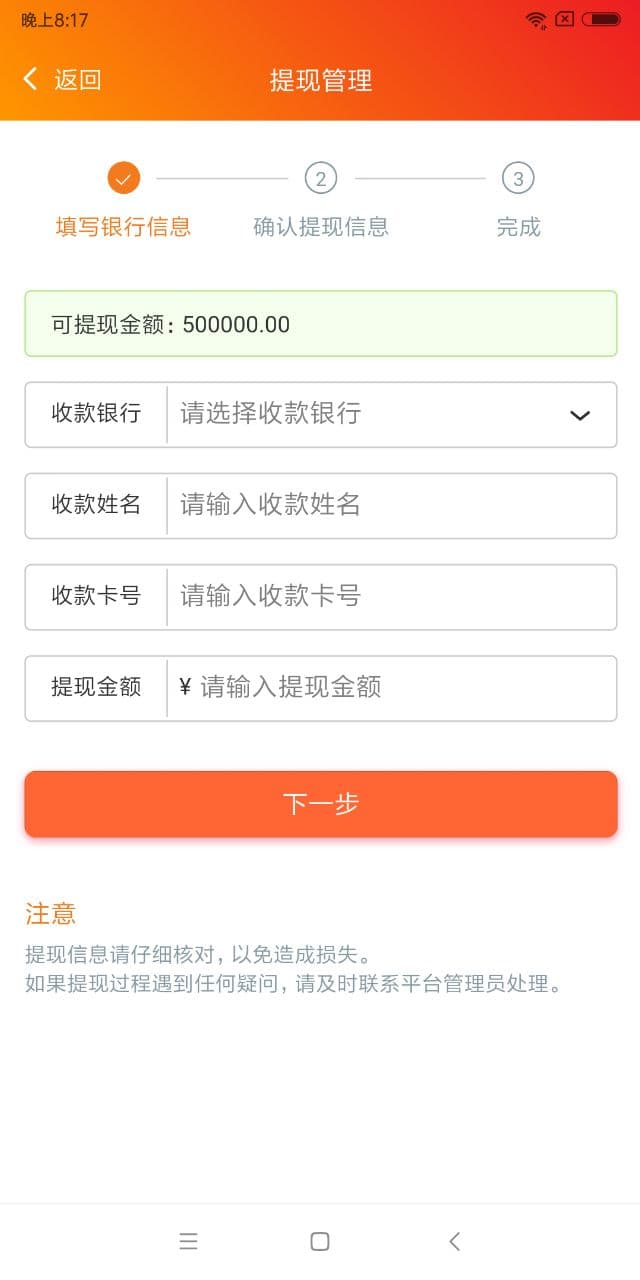 晚上8:17
返回
提现管理
2
3
填写银行信息
确认提现信息
完成
可提现金额: 500000.00
收款银行
请选择收款银行
收款姓名
请输入收款姓名
收款卡号
请输入收款卡号
提现金额
¥ 请输入提现金额
下一步
注意
提现信息请仔细核对, 以免造成损失。
如果提现过程遇到任何疑问, 请及时联系平台管理员处理。